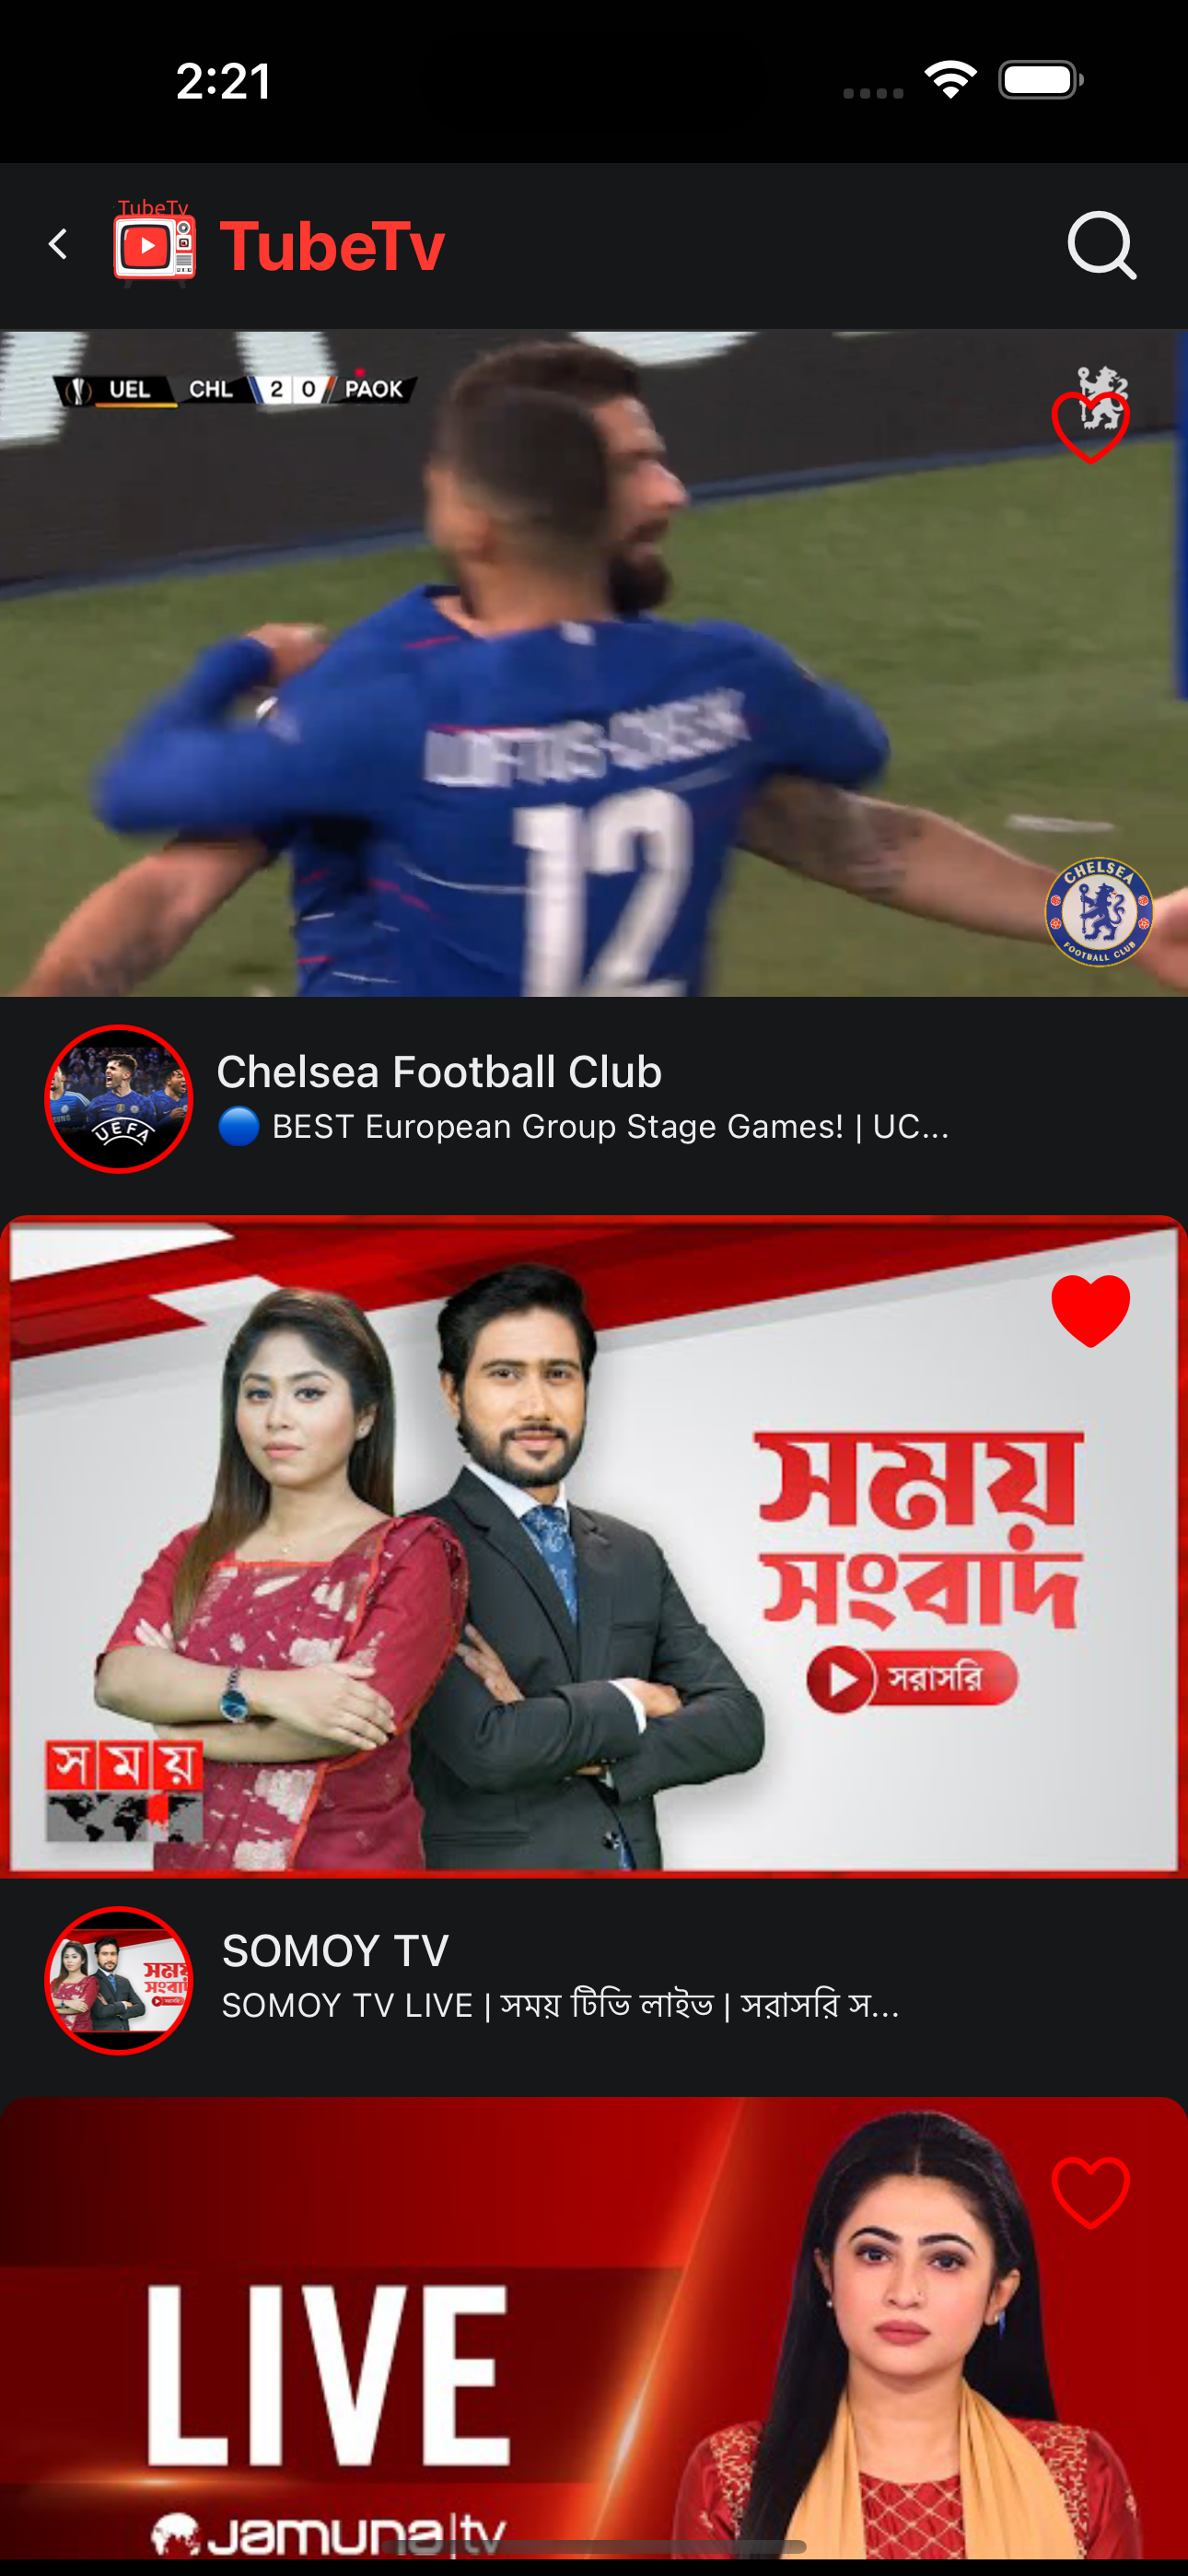 2:21
TubeTv
TubeTv
UEL CHL 2 0 PAOK
LOFTUS-CHEEK
12
CHELSEA
FOOTBALL CLUB
Chelsea Football Club
UEFA
🔵 BEST European Group Stage Games! | UC...
সময়
সংবাদ
সরাসরি
সময়
SOMOY TV
SOMOY TV LIVE | সময় টিভি লাইভ | সরাসরি স...
LIVE
Jamuna|tv